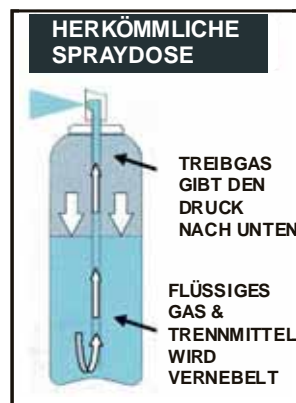 HERKÖMMLICHE
SPRAYDOSE
TREIBGAS
GIBT DEN
DRUCK
NACH UNTEN
FLÜSSIGES
GAS &
TRENNMITTEL
WIRD
VERNEBELT